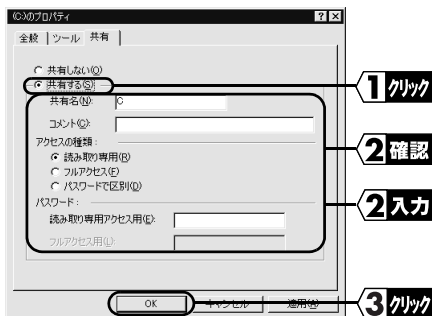 (C:)のプロパティ
全般 ツール 共有
共有しない(O)
共有する(S)
1 クリック
共有名(N): C
コメント(C):
アクセスの種類:
読み取り専用(R)
2 確認
フルアクセス(F)
パスワードで区別(D)
パスワード:
2 入力
読み取り専用アクセス用(E):
フルアクセス用(L):
OK キャンセル 適用(A)
3 クリック